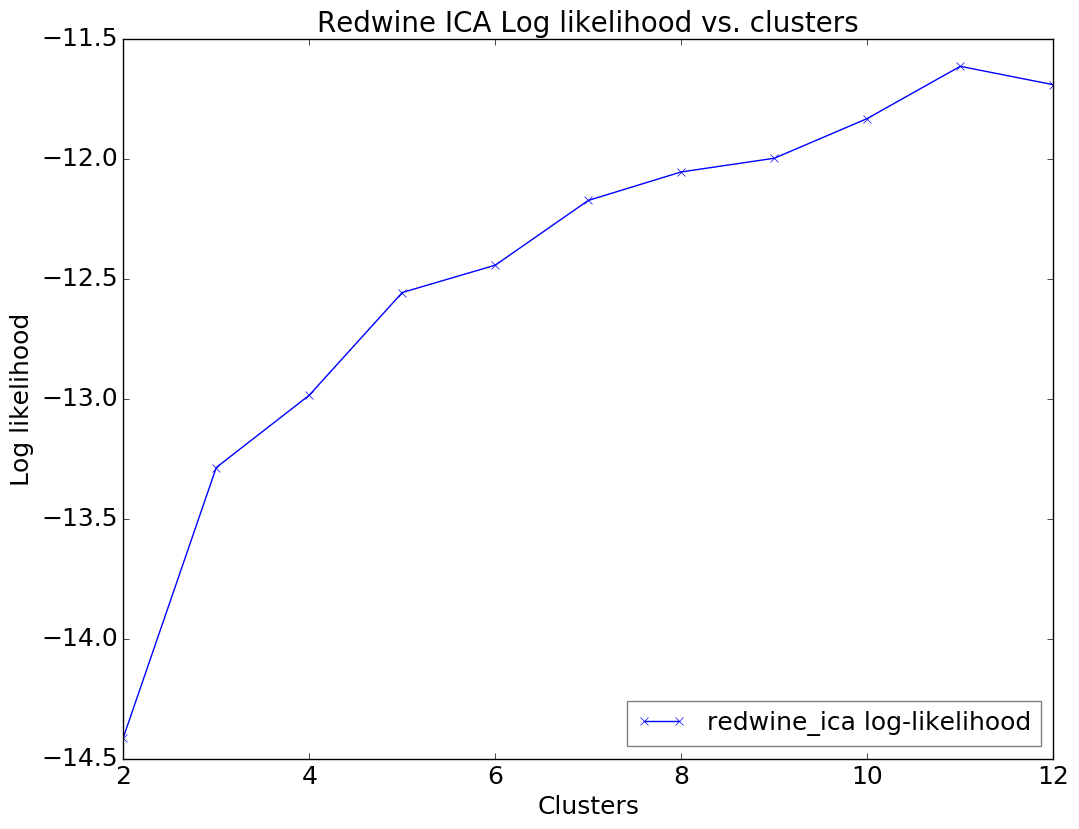 Redwine ICA Log likelihood vs. clusters
−11.5
−12.0
−12.5
−13.0
−13.5
−14.0
−14.5
Log likelihood
2 4 6 8 10 12
Clusters
redwine_ica log-likelihood